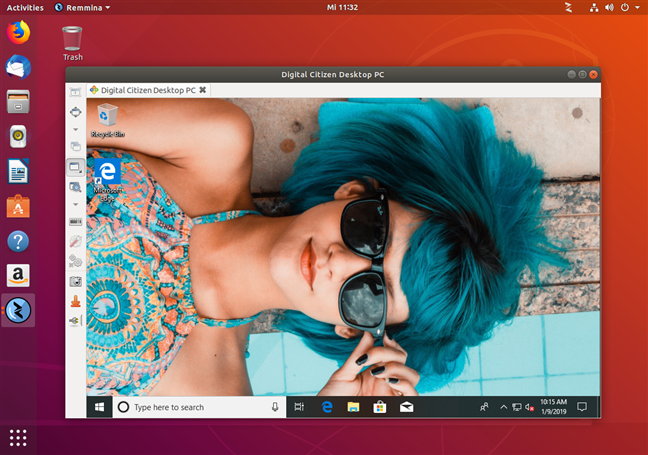 Activities
Remmina
Mi 11:32
Trash
Digital Citizen Desktop PC
Digital Citizen Desktop PC
Recycle Bin
Microsoft
Edge
Type here to search
10:15 AM
1/9/2019